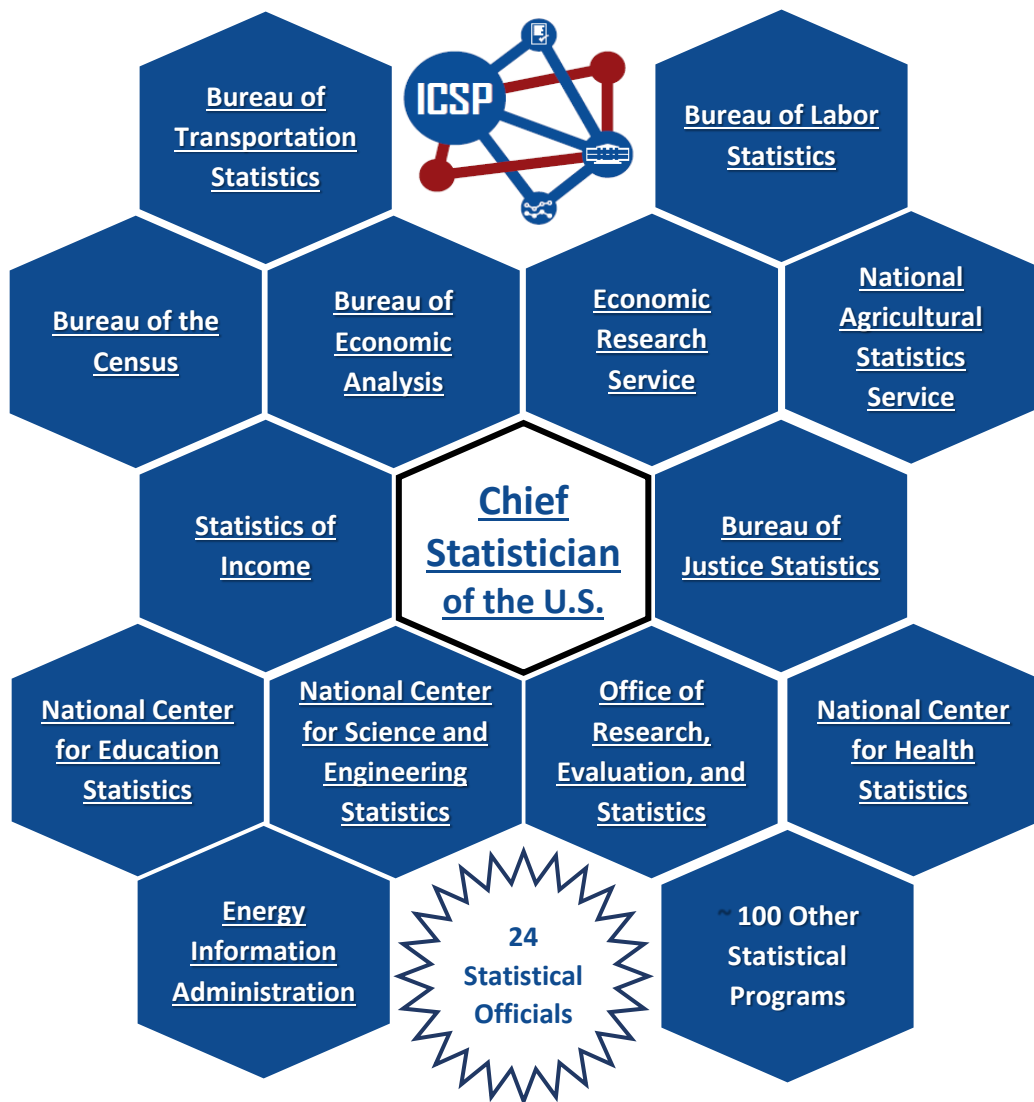 Bureau of
Transportation
Statistics
ICSP
Bureau of Labor
Statistics
Bureau of the
Census
Bureau of
Economic
Analysis
Economic
Research
Service
National
Agricultural
Statistics
Service
Statistics of
Income
Chief
Statistician
of the U.S.
Bureau of
Justice Statistics
National Center
for Education
Statistics
National Center
for Science and
Engineering
Statistics
Office of
Research,
Evaluation, and
Statistics
National Center
for Health
Statistics
Energy
Information
Administration
24
Statistical
Officials
~ 100 Other
Statistical
Programs